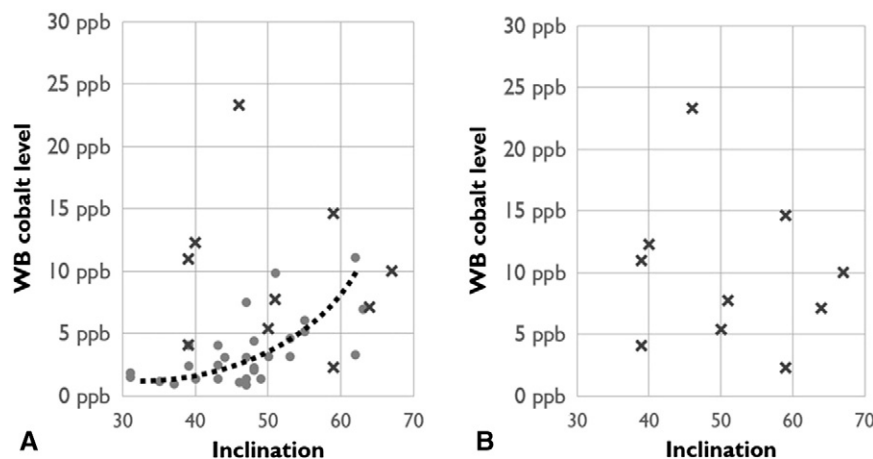 30 ppb
25 ppb
20 ppb
15 ppb
10 ppb
5 ppb
0 ppb
WB cobalt level
30
40
50
60
70
Inclination
A
30 ppb
25 ppb
20 ppb
15 ppb
10 ppb
5 ppb
0 ppb
WB cobalt level
30
40
50
60
70
Inclination
B